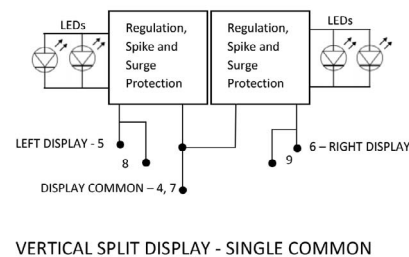 LEDs
Regulation,
Spike and
Surge
Protection
Regulation,
Spike and
Surge
Protection
LEDs
LEFT DISPLAY - 5
8
9
6 – RIGHT DISPLAY
DISPLAY COMMON – 4, 7
VERTICAL SPLIT DISPLAY - SINGLE COMMON